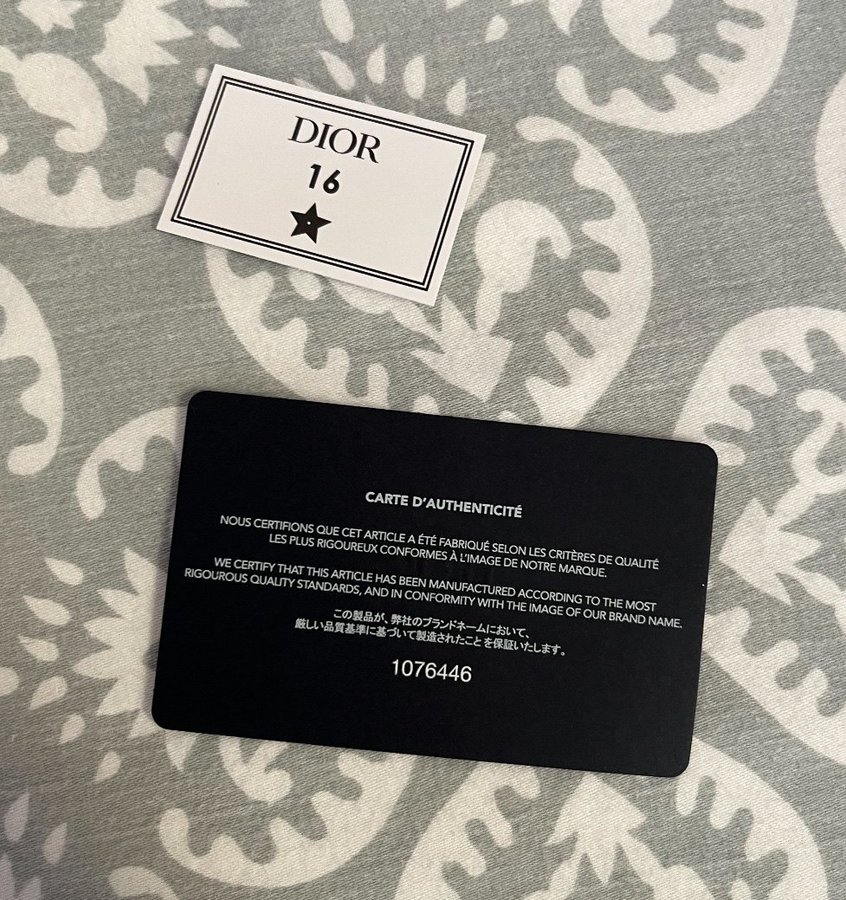 DIOR
16
CARTE D'AUTHENTICITÉ
NOUS CERTIFIONS QUE CET ARTICLE A ÉTÉ FABRIQUÉ SELON LES CRITÈRES DE QUALITÉ
LES PLUS RIGOUREUX CONFORMES À L'IMAGE DE NOTRE MARQUE.
WE CERTIFY THAT THIS ARTICLE HAS BEEN MANUFACTURED ACCORDING TO THE MOST
RIGOUROUS QUALITY STANDARDS, AND IN CONFORMITY WITH THE IMAGE OF OUR BRAND NAME.
この製品が、弊社のブランドネームにおいて、
厳しい品質基準に基づいて製造されたことを保証いたします。
1076446